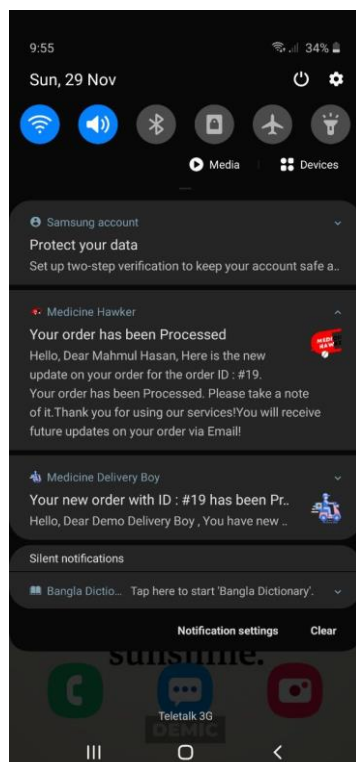 9:55
34%
Sun, 29 Nov
Media
Devices
Samsung account
Protect your data
Set up two-step verification to keep your account safe a..
Medicine Hawker
Your order has been Processed
Hello, Dear Mahmul Hasan, Here is the new
update on your order for the order ID : #19.
Your order has been Processed. Please take a note
of it.Thank you for using our services!You will receive
future updates on your order via Email!
Medicine Delivery Boy
Your new order with ID : #19 has been Pr..
Hello, Dear Demo Delivery Boy , You have new ..
Silent notifications
Bangla Dictio... Tap here to start 'Bangla Dictionary'.
Notification settings
Clear
sunshine.
Teletalk 3G
DEMIC